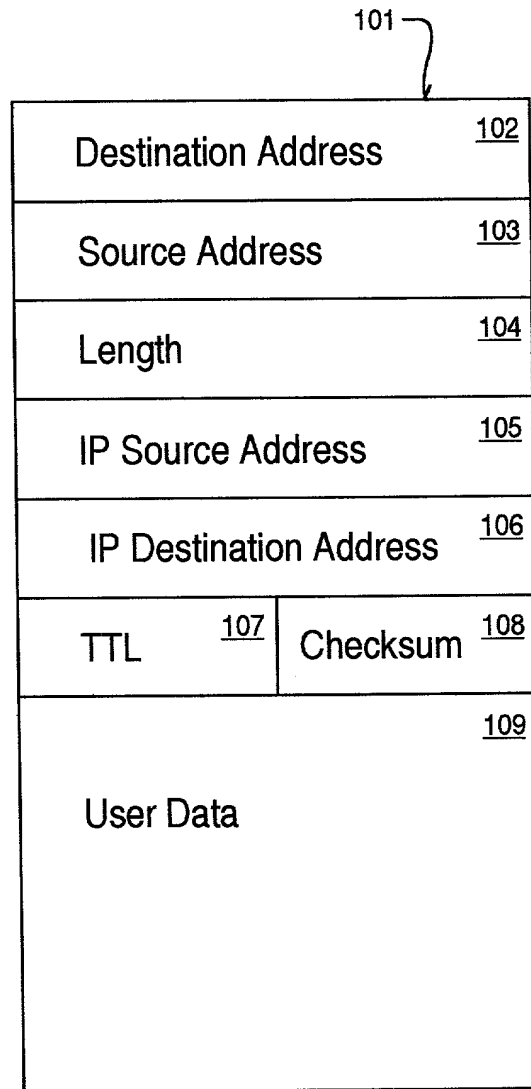 101
Destination Address 102
Source Address 103
Length 104
IP Source Address 105
IP Destination Address 106
TTL 107 Checksum 108
109
User Data